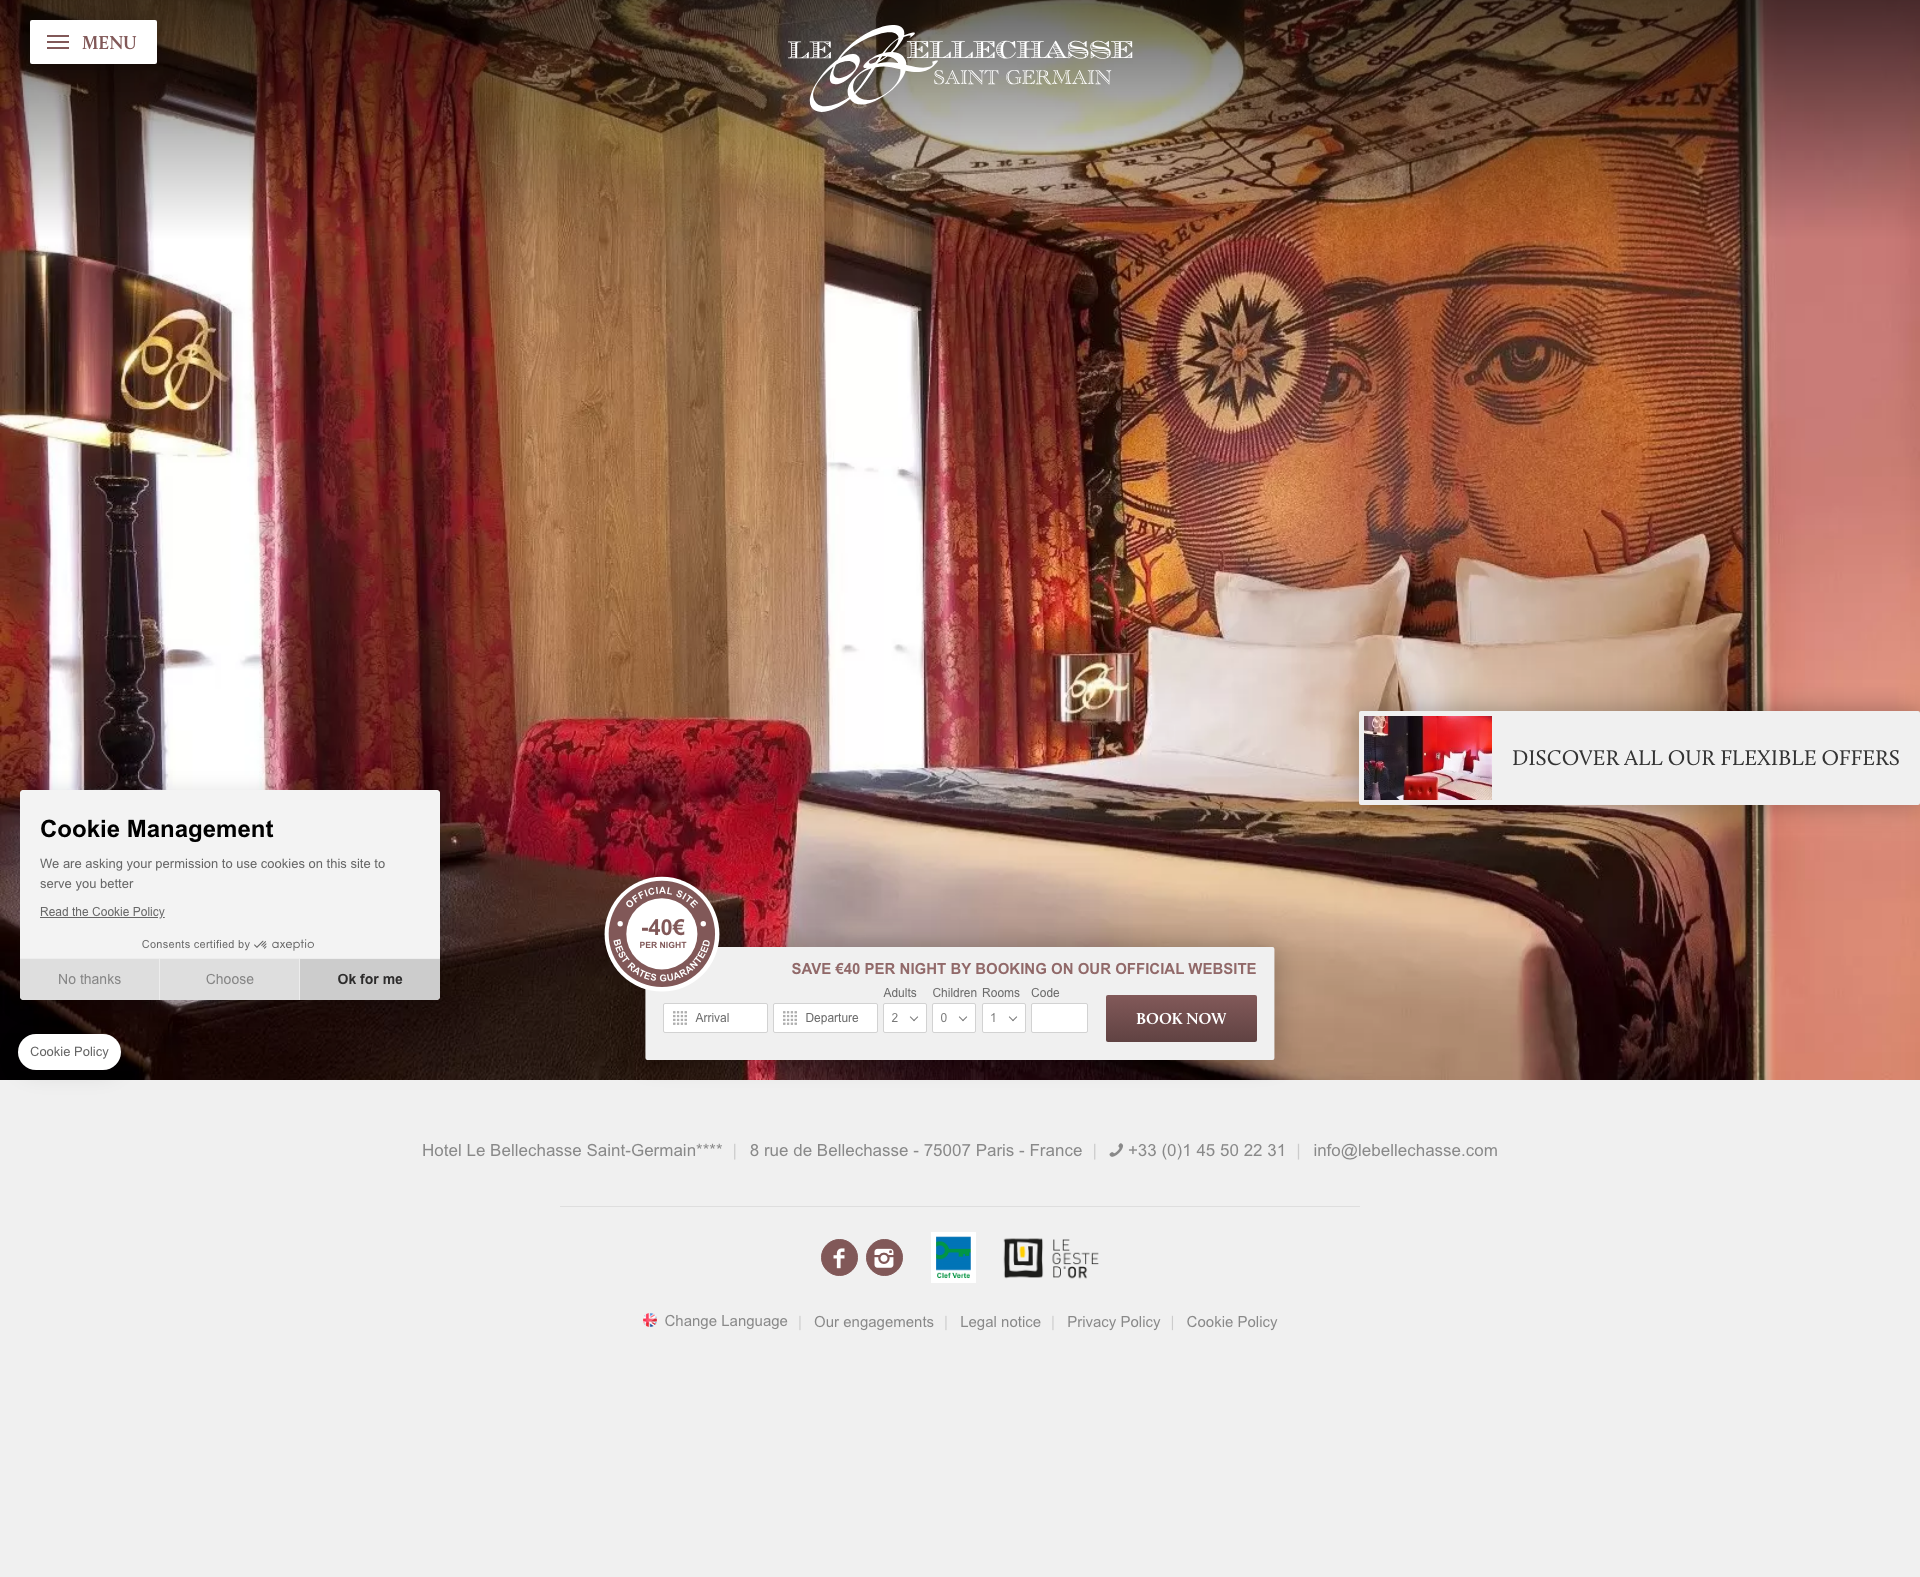 MENU
LE BELLECHASSE
SAINT GERMAIN
DISCOVER ALL OUR FLEXIBLE OFFERS
Cookie Management
We are asking your permission to use cookies on this site to
serve you better
Read the Cookie Policy
Consents certified by axeptio
No thanks
Choose
Ok for me
Cookie Policy
OFFICIAL SITE
-40€
PER NIGHT
BEST RATES GUARANTEED
SAVE €40 PER NIGHT BY BOOKING ON OUR OFFICIAL WEBSITE
Adults Children Rooms Code
Arrival Departure 2 0 1
BOOK NOW
Hotel Le Bellechasse Saint-Germain**** | 8 rue de Bellechasse - 75007 Paris - France | +33 (0)1 45 50 22 31 | info@lebellechasse.com
Clef Verte
LE
GESTE
D'OR
Change Language | Our engagements | Legal notice | Privacy Policy | Cookie Policy